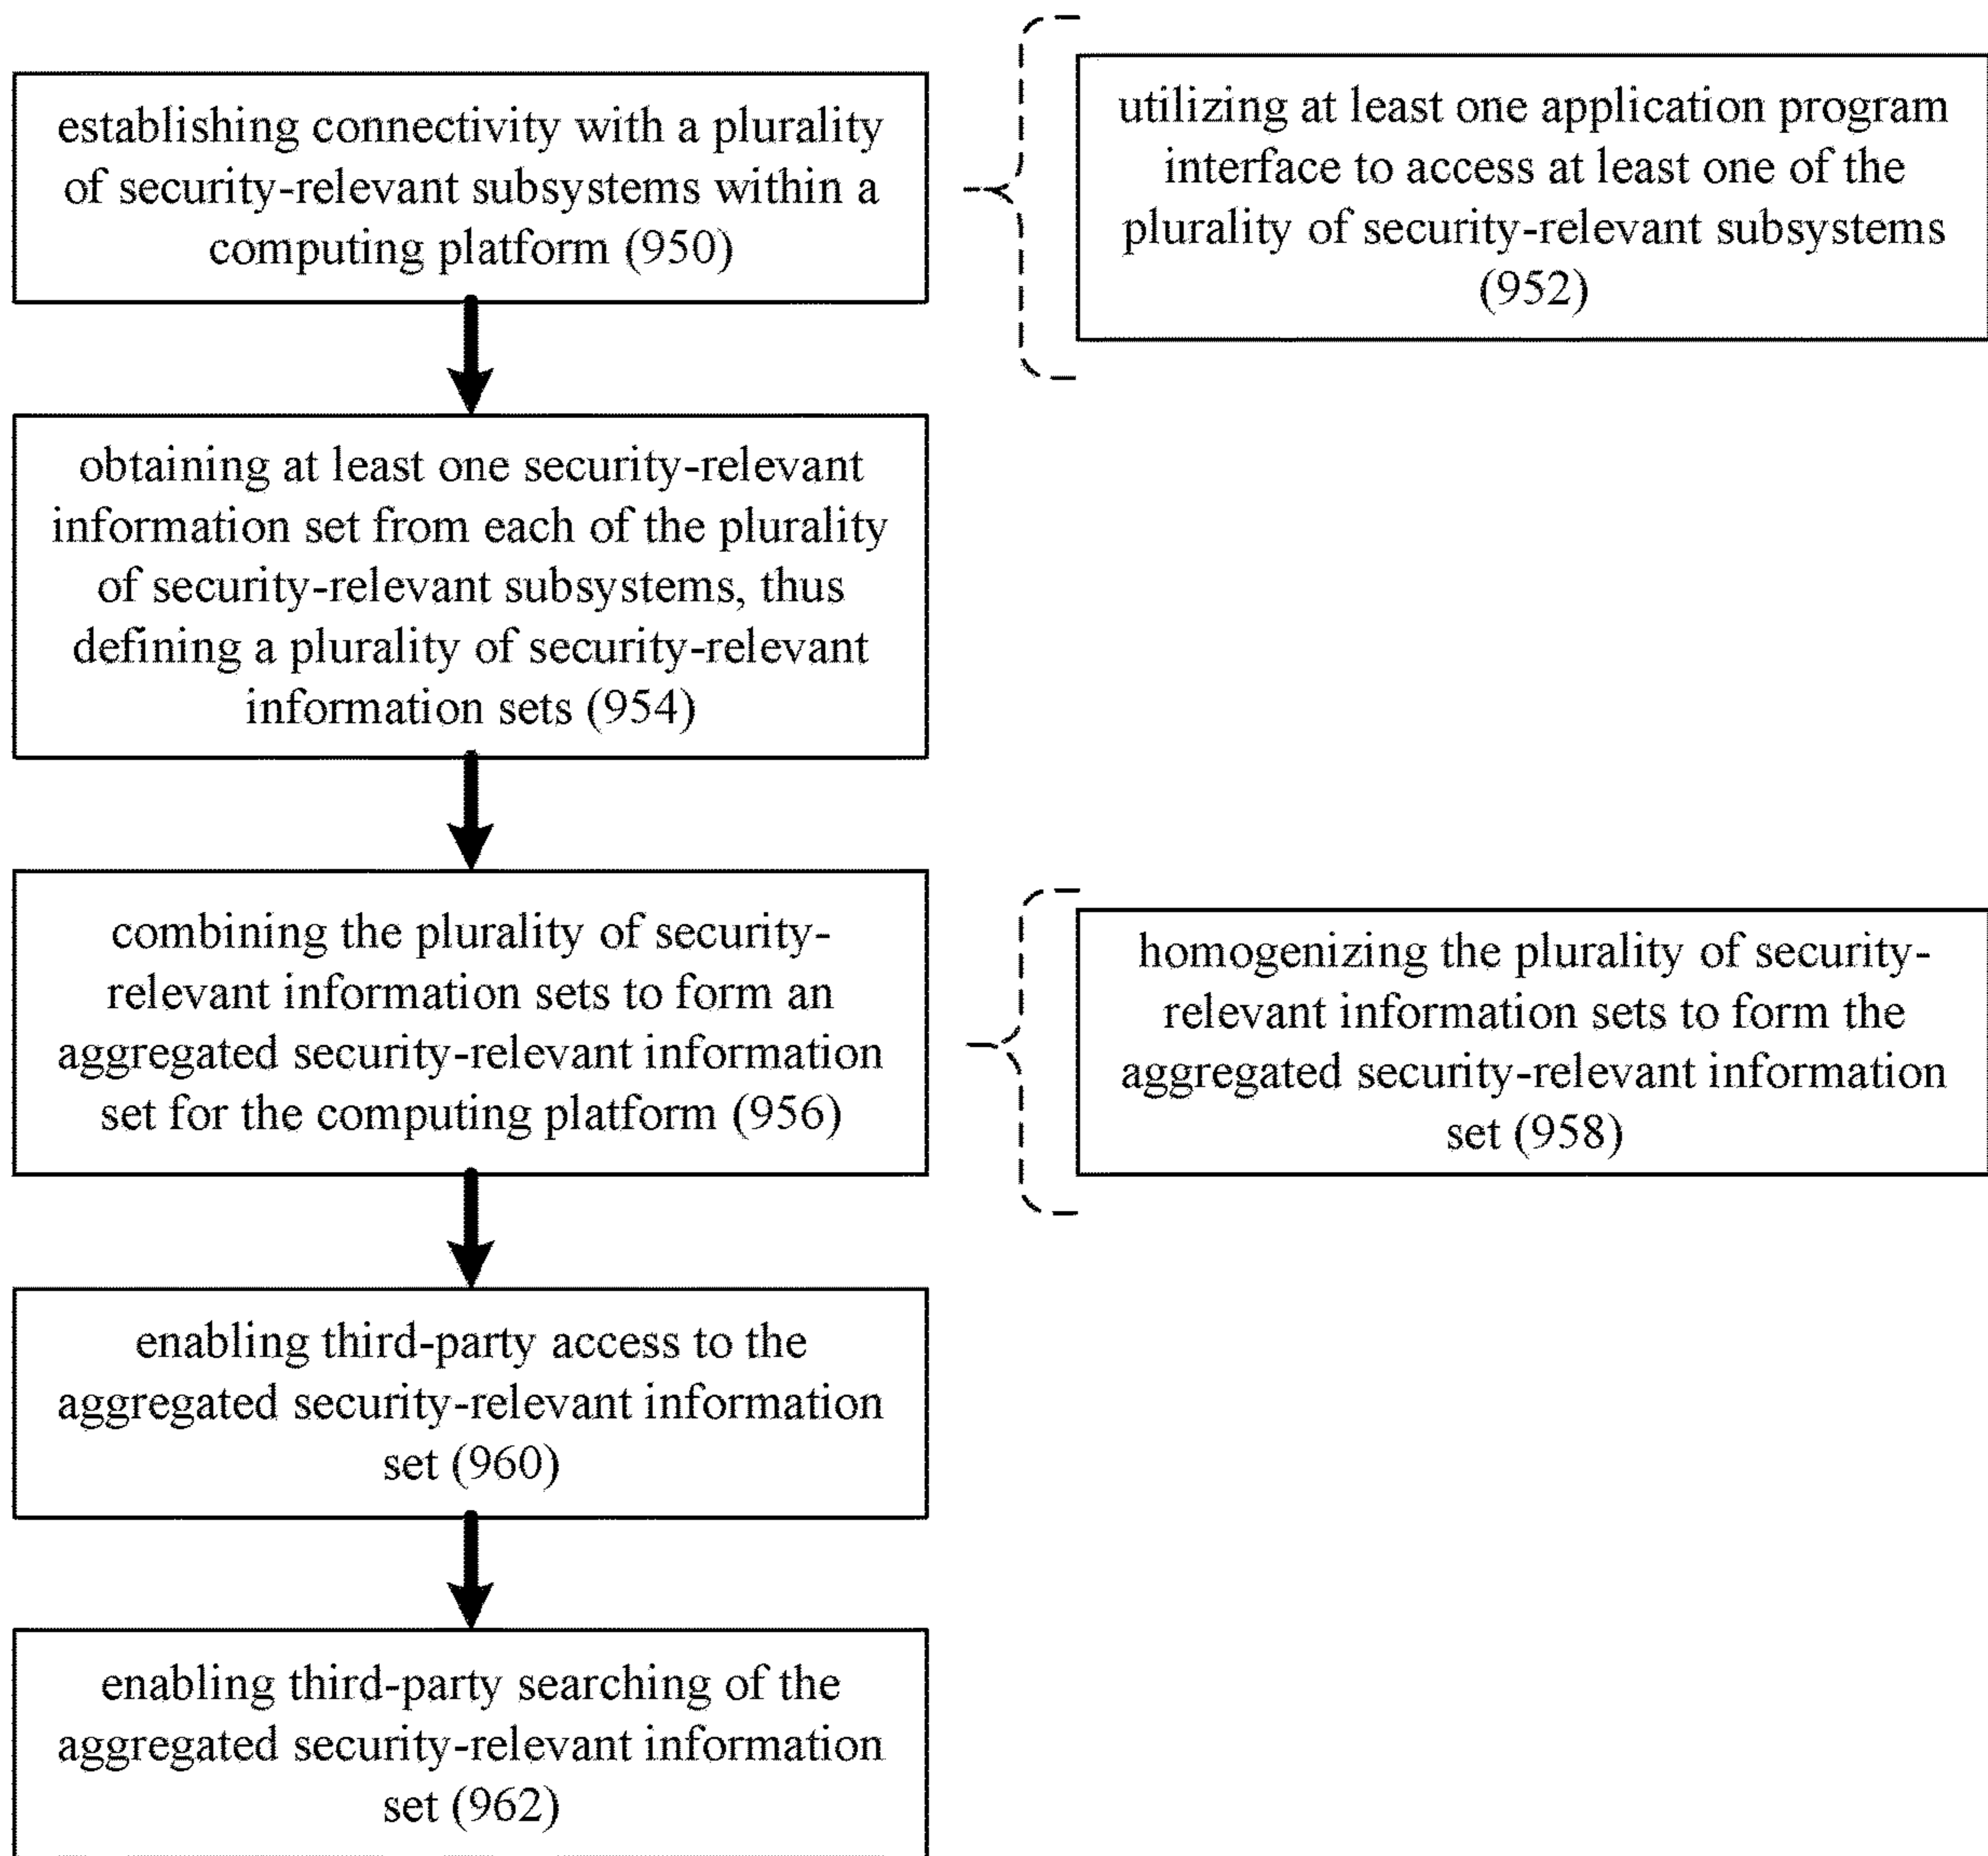 establishing connectivity with a plurality
of security-relevant subsystems within a
computing platform (950)
utilizing at least one application program
interface to access at least one of the
plurality of security-relevant subsystems
(952)
obtaining at least one security-relevant
information set from each of the plurality
of security-relevant subsystems, thus
defining a plurality of security-relevant
information sets (954)
combining the plurality of security-
relevant information sets to form an
aggregated security-relevant information
set for the computing platform (956)
homogenizing the plurality of security-
relevant information sets to form the
aggregated security-relevant information
set (958)
enabling third-party access to the
aggregated security-relevant information
set (960)
enabling third-party searching of the
aggregated security-relevant information
set (962)